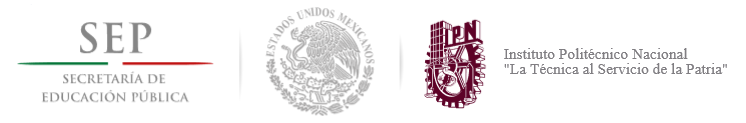 SEP
SECRETARÍA DE
EDUCACIÓN PÚBLICA
ESTADOS UNIDOS MEXICANOS
IPN
Instituto Politécnico Nacional
"La Técnica al Servicio de la Patria"